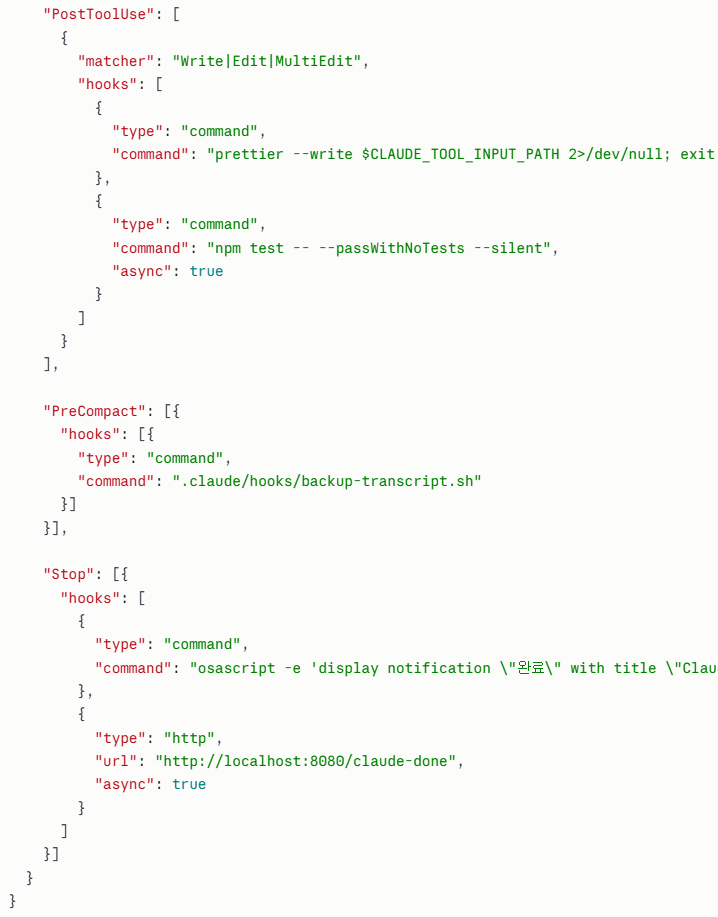 "PostToolUse": [
      {
        "matcher": "Write|Edit|MultiEdit",
        "hooks": [
          {
            "type": "command",
            "command": "prettier --write $CLAUDE_TOOL_INPUT_PATH 2>/dev/null; exit
          },
          {
            "type": "command",
            "command": "npm test -- --passWithNoTests --silent",
            "async": true
          }
        ]
      }
    ],

    "PreCompact": [{
      "hooks": [{
        "type": "command",
        "command": ".claude/hooks/backup-transcript.sh"
      }]
    }],

    "Stop": [{
      "hooks": [
        {
          "type": "command",
          "command": "osascript -e 'display notification \"완료\" with title \"Clau
        },
        {
          "type": "http",
          "url": "http://localhost:8080/claude-done",
          "async": true
        }
      ]
    }]
  }
}